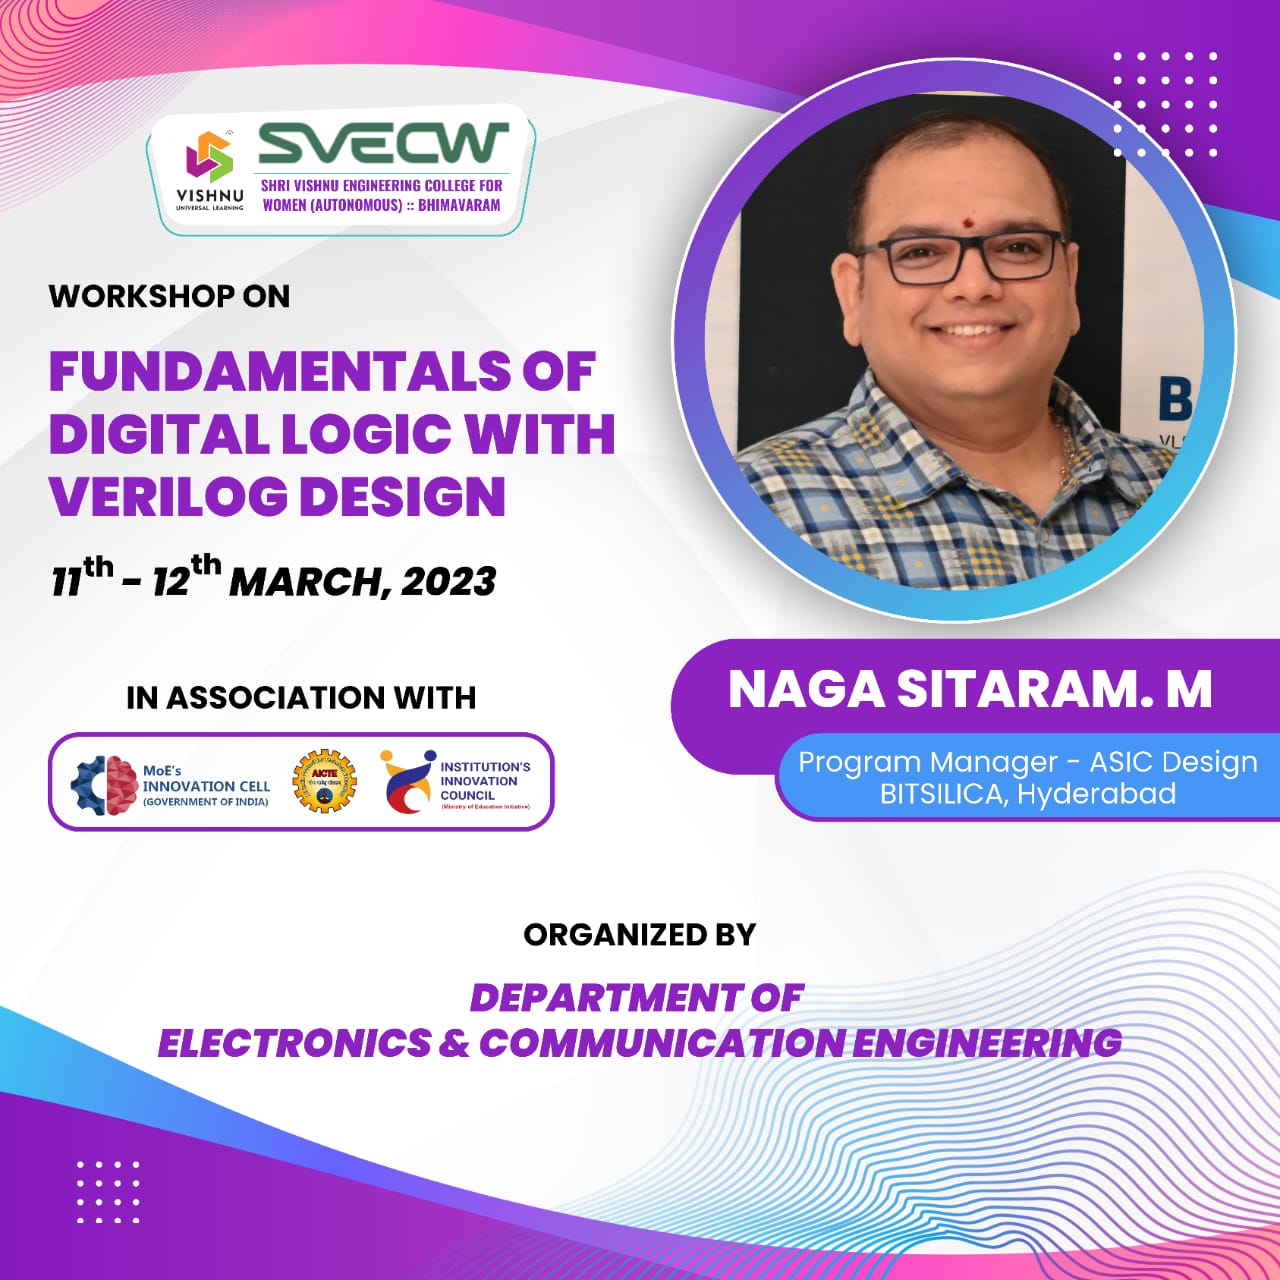 SVECW
VISHNU
UNIVERSAL LEARNING
SHRI VISHNU ENGINEERING COLLEGE FOR
WOMEN (AUTONOMOUS) :: BHIMAVARAM
WORKSHOP ON
FUNDAMENTALS OF
DIGITAL LOGIC WITH
VERILOG DESIGN
11th - 12th MARCH, 2023
B
NAGA SITARAM. M
Program Manager - ASIC Design
BITSILICA, Hyderabad
IN ASSOCIATION WITH
MoE's
INNOVATION CELL
(GOVERNMENT OF INDIA)
AICTE
INSTITUTION'S
INNOVATION
COUNCIL
(Ministry of Education Initiative)
ORGANIZED BY
DEPARTMENT OF
ELECTRONICS & COMMUNICATION ENGINEERING